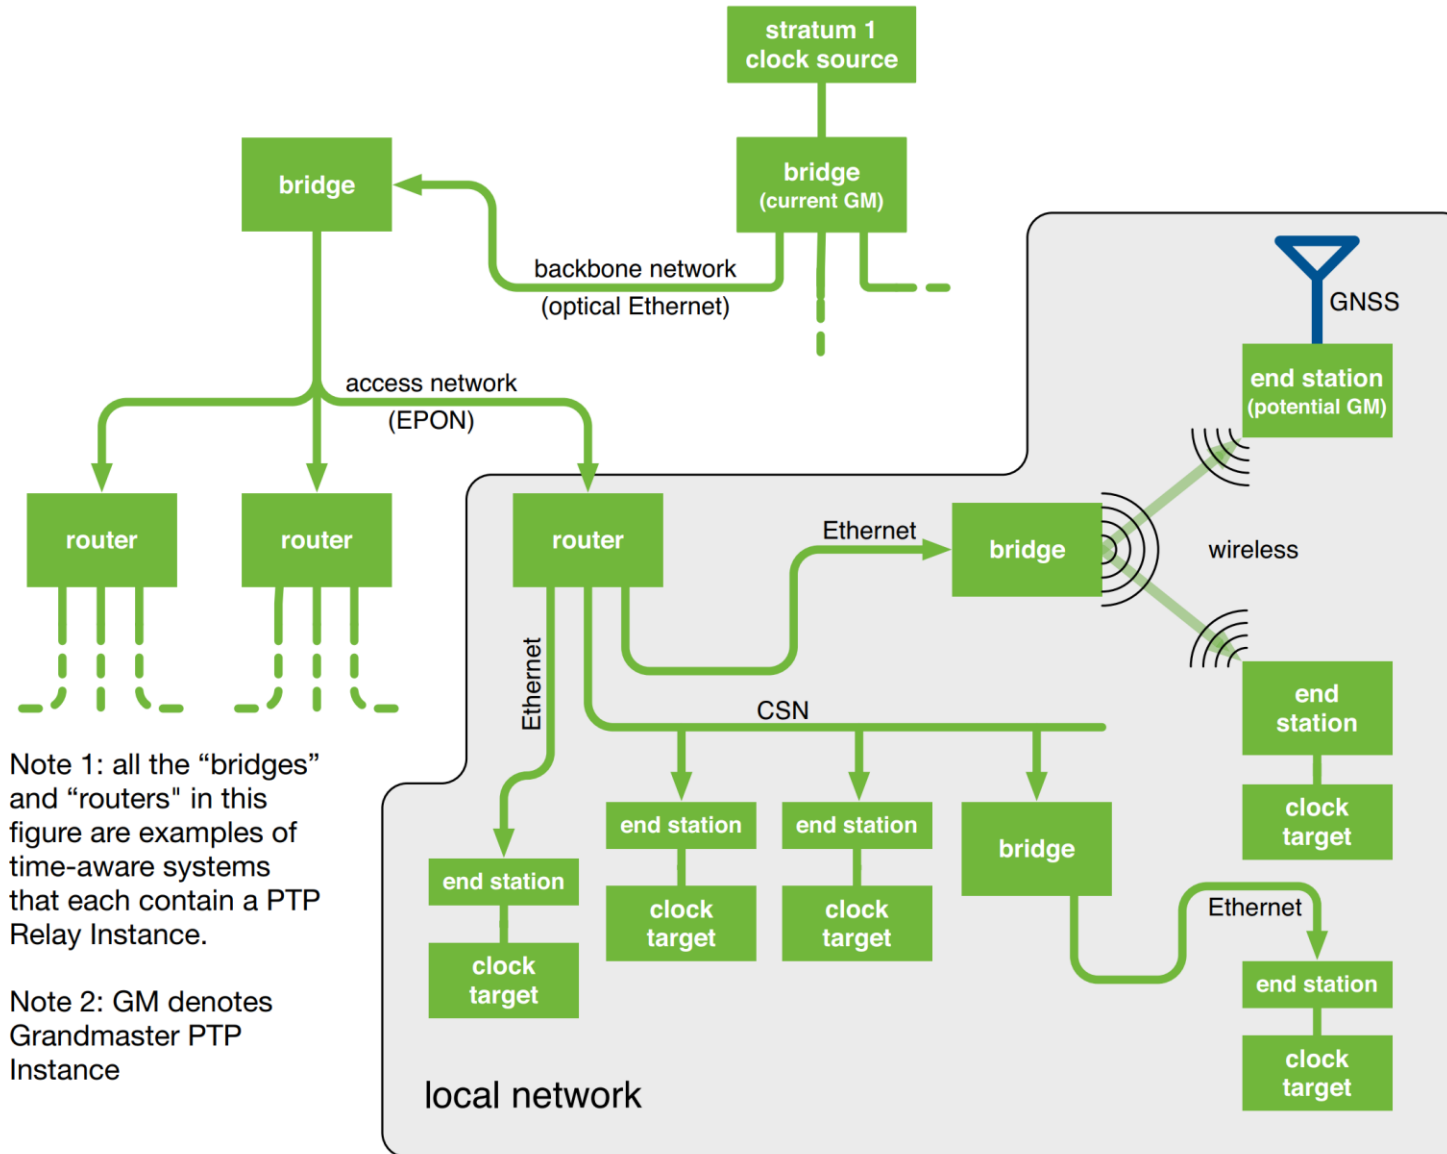 stratum 1
clock source
bridge
bridge
(current GM)
backbone network
(optical Ethernet)
GNSS
end station
(potential GM)
access network
(EPON)
router
router
router
Ethernet
bridge
wireless
Ethernet
CSN
end
station
clock
target
end station
clock
target
end station
clock
target
bridge
end station
clock
target
Ethernet
end station
clock
target
Note 1: all the “bridges”
and “routers" in this
figure are examples of
time-aware systems
that each contain a PTP
Relay Instance.
Note 2: GM denotes
Grandmaster PTP
Instance
local network